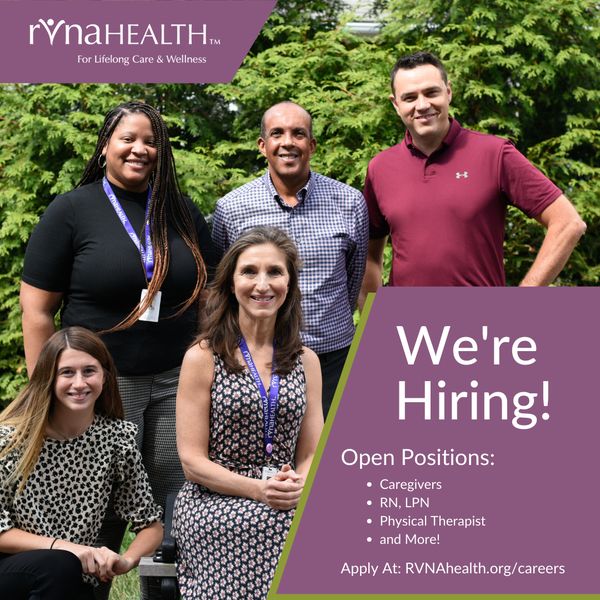 rvnaHEALTH™
For Lifelong Care & Wellness
We're
Hiring!
Open Positions:
• Caregivers
• RN, LPN
• Physical Therapist
• and More!
Apply At: RVNAhealth.org/careers